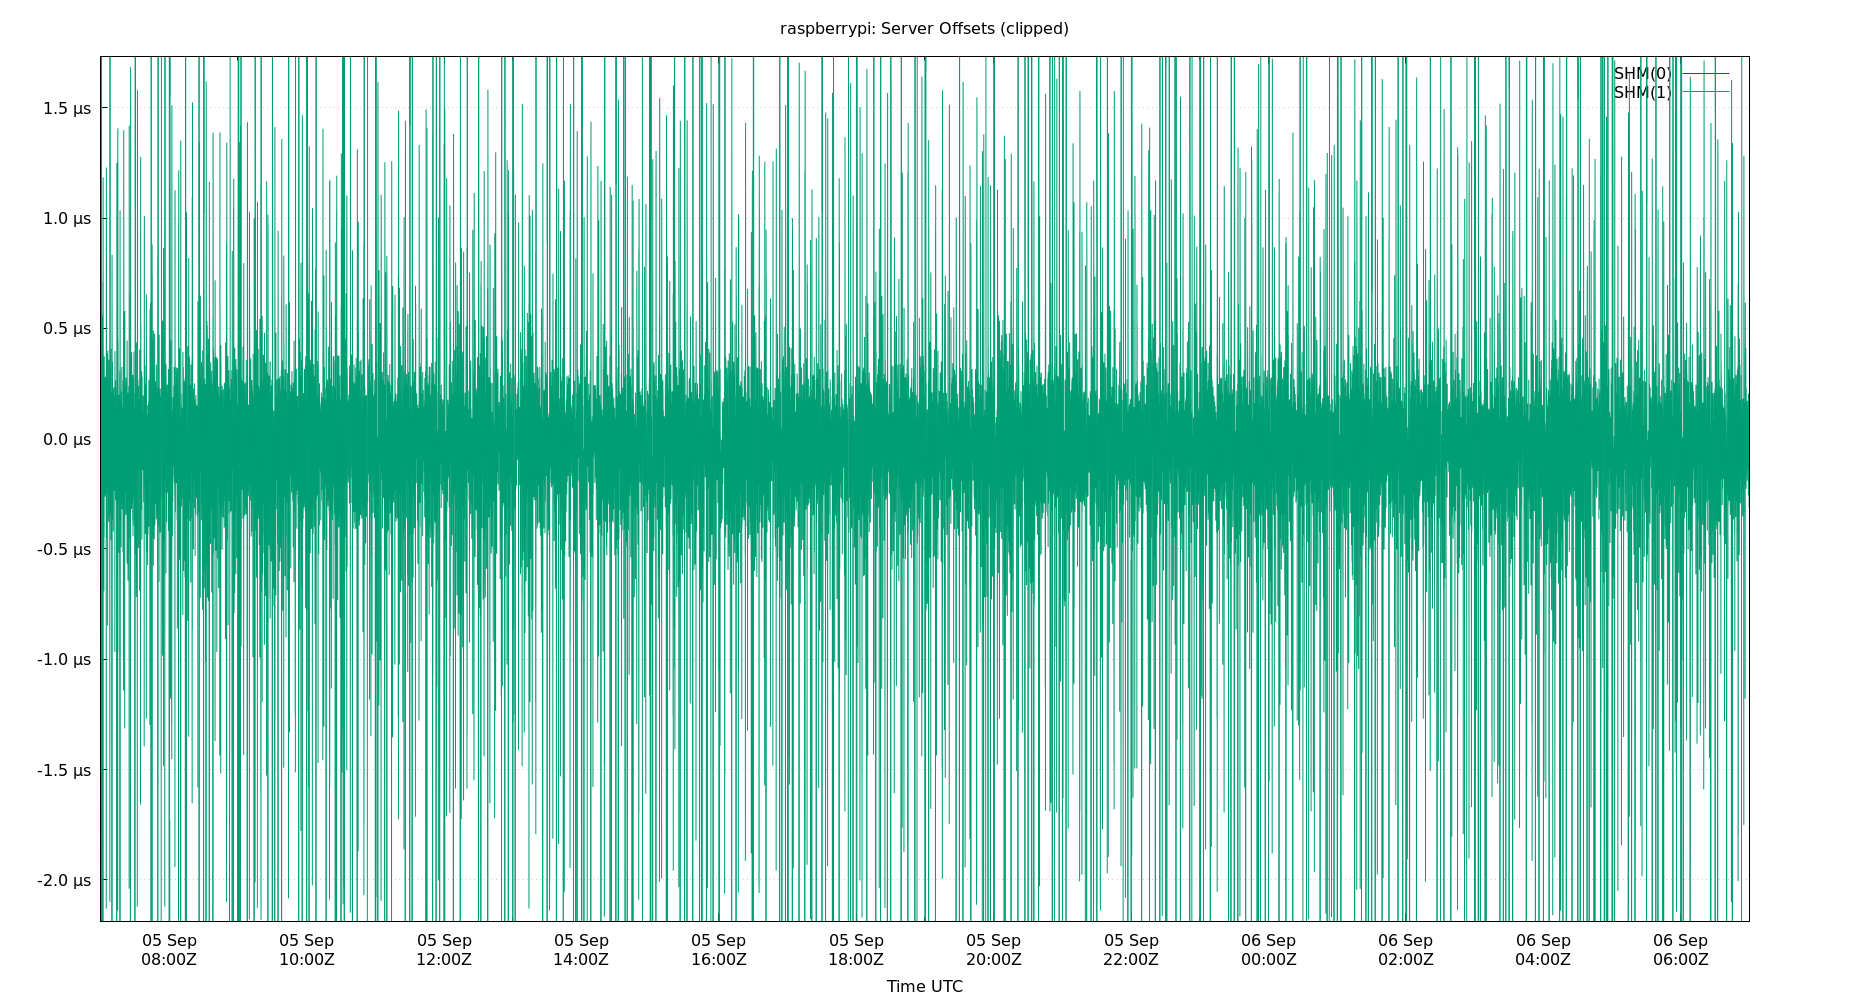 raspberrypi: Server Offsets (clipped)
SHM(0)
SHM(1)
1.5 µs
1.0 µs
0.5 µs
0.0 µs
-0.5 µs
-1.0 µs
-1.5 µs
-2.0 µs
05 Sep 05 Sep 05 Sep 05 Sep 05 Sep 05 Sep 05 Sep 05 Sep 06 Sep 06 Sep 06 Sep 06 Sep
08:00Z 10:00Z 12:00Z 14:00Z 16:00Z 18:00Z 20:00Z 22:00Z 00:00Z 02:00Z 04:00Z 06:00Z
Time UTC